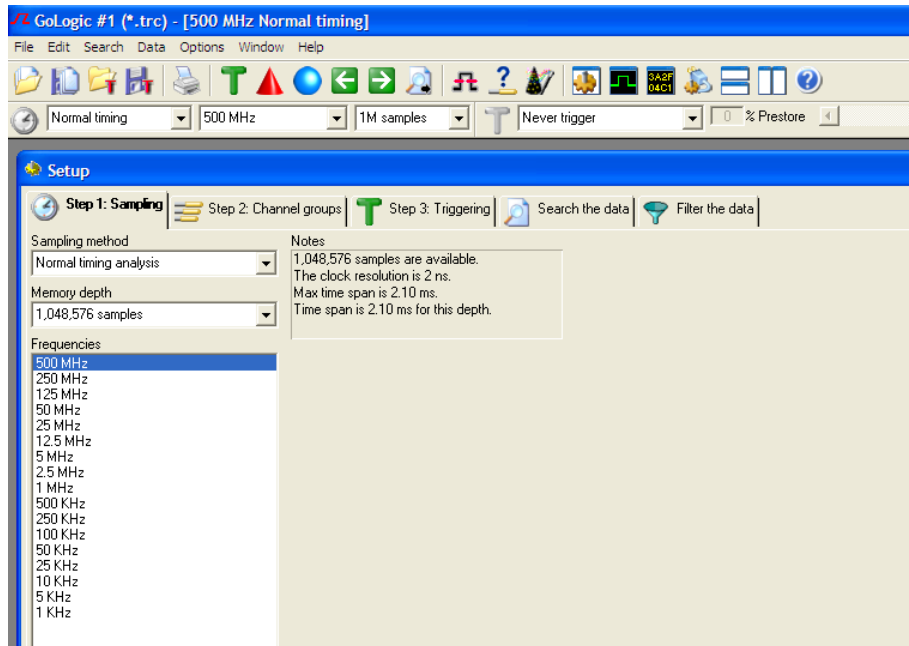 GoLogic #1 (*.trc) - [500 MHz Normal timing]
File Edit Search Data Options Window Help
3A2F
04C1
Normal timing 500 MHz 1M samples Never trigger 0 % Prestore
Setup
Step 1: Sampling Step 2: Channel groups Step 3: Triggering Search the data Filter the data
Sampling method Notes
Normal timing analysis 1,048,576 samples are available.
The clock resolution is 2 ns.
Memory depth Max time span is 2.10 ms.
1,048,576 samples Time span is 2.10 ms for this depth.
Frequencies
500 MHz
250 MHz
125 MHz
50 MHz
25 MHz
12.5 MHz
5 MHz
2.5 MHz
1 MHz
500 KHz
250 KHz
100 KHz
50 KHz
25 KHz
10 KHz
5 KHz
1 KHz